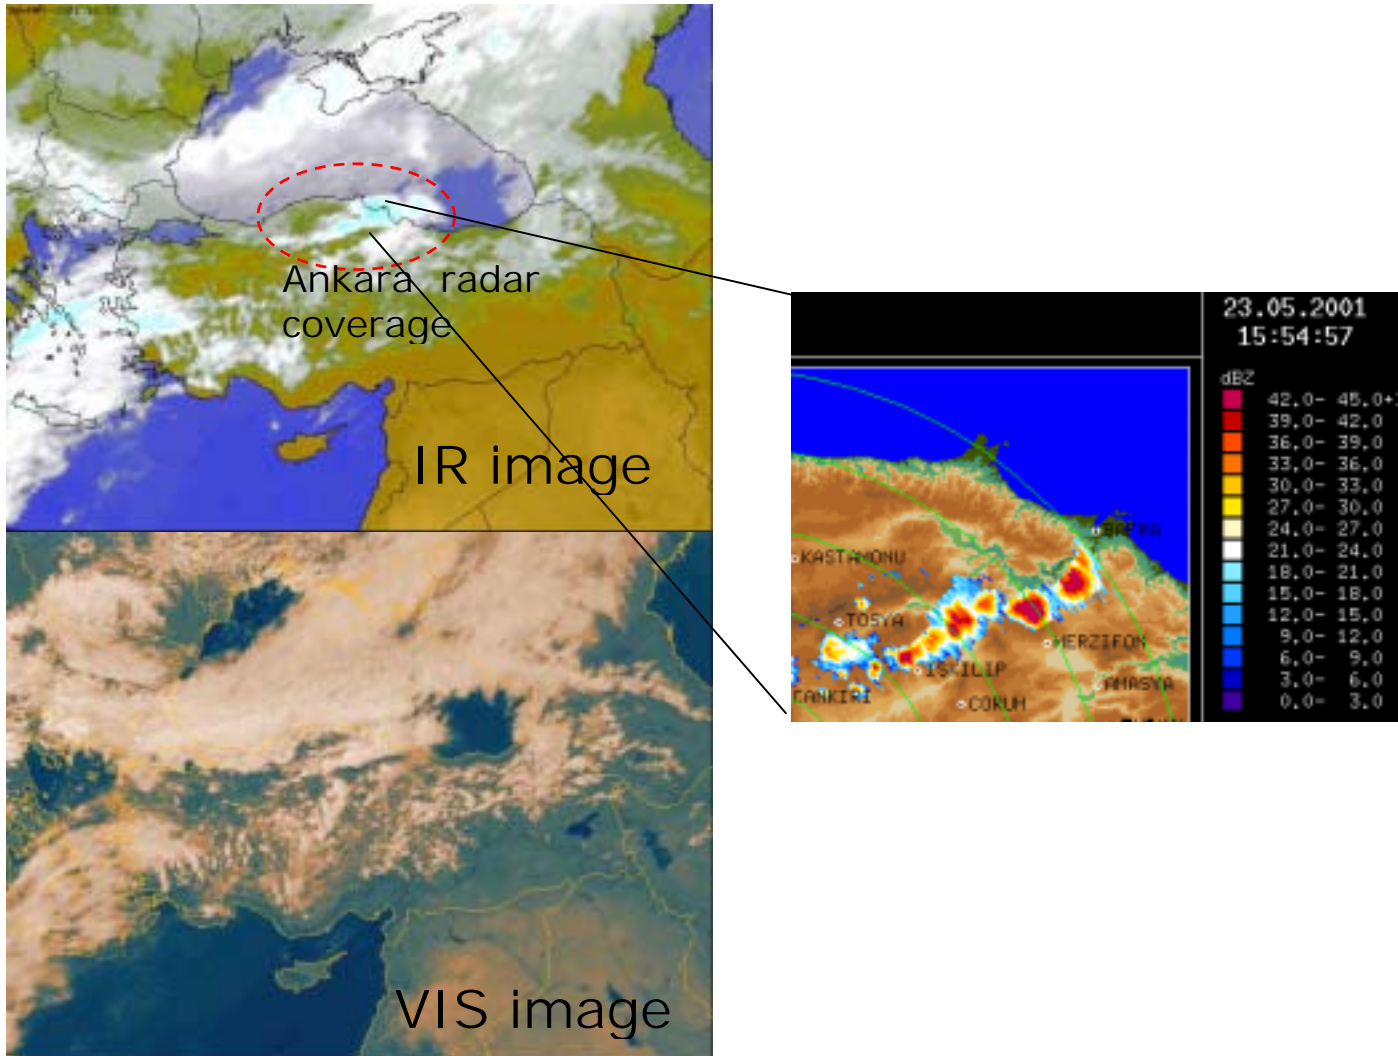 Ankara radar
coverage
IR image
VIS image
23.05.2001
15:54:57
dBZ
42.0- 45.0+
39.0- 42.0
36.0- 39.0
33.0- 36.0
30.0- 33.0
27.0- 30.0
24.0- 27.0
21.0- 24.0
18.0- 21.0
15.0- 18.0
12.0- 15.0
9.0- 12.0
6.0- 9.0
3.0- 6.0
0.0- 3.0
BAFRA
KASTAMONU
TOSYA
MERZIFON
ISKILIP
AMASYA
CANKIRI
CORUM